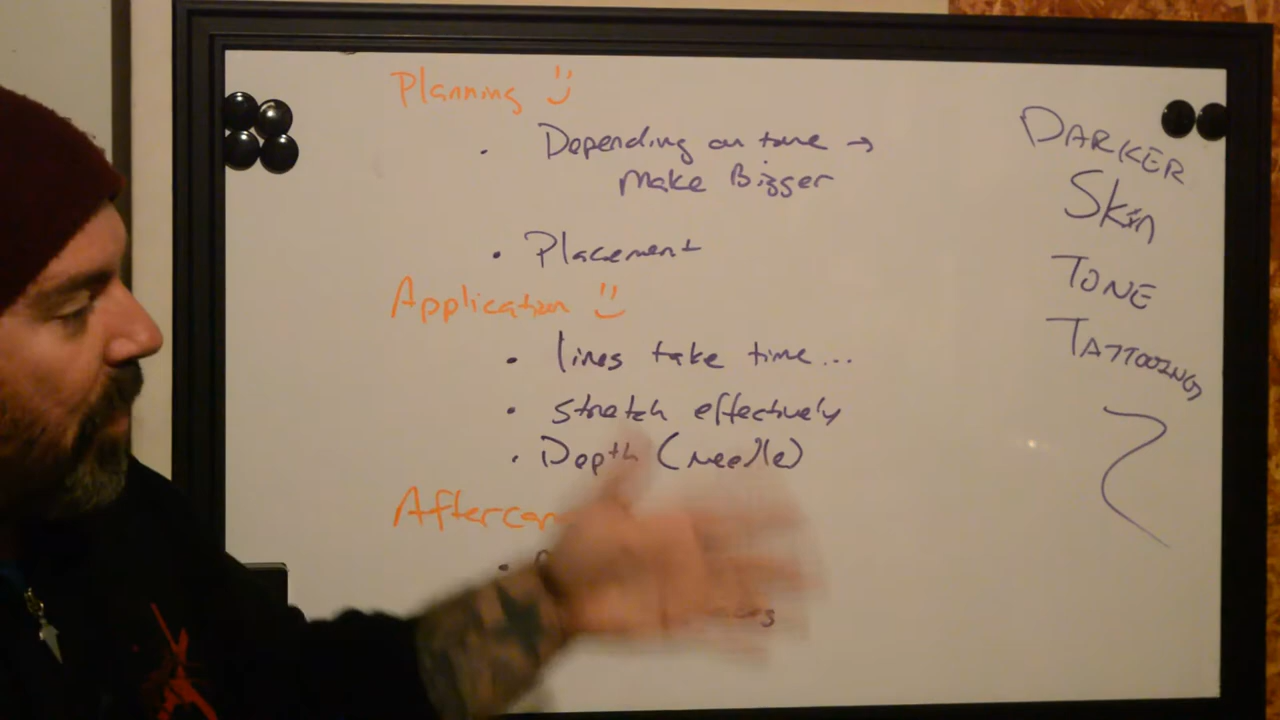 Planning
• Depending on tone →
Make Bigger
• Placement
Application
• lines take time...
• stretch effectively
• Depth (needle)
DARKER
Skin
TONE
TATTOOING